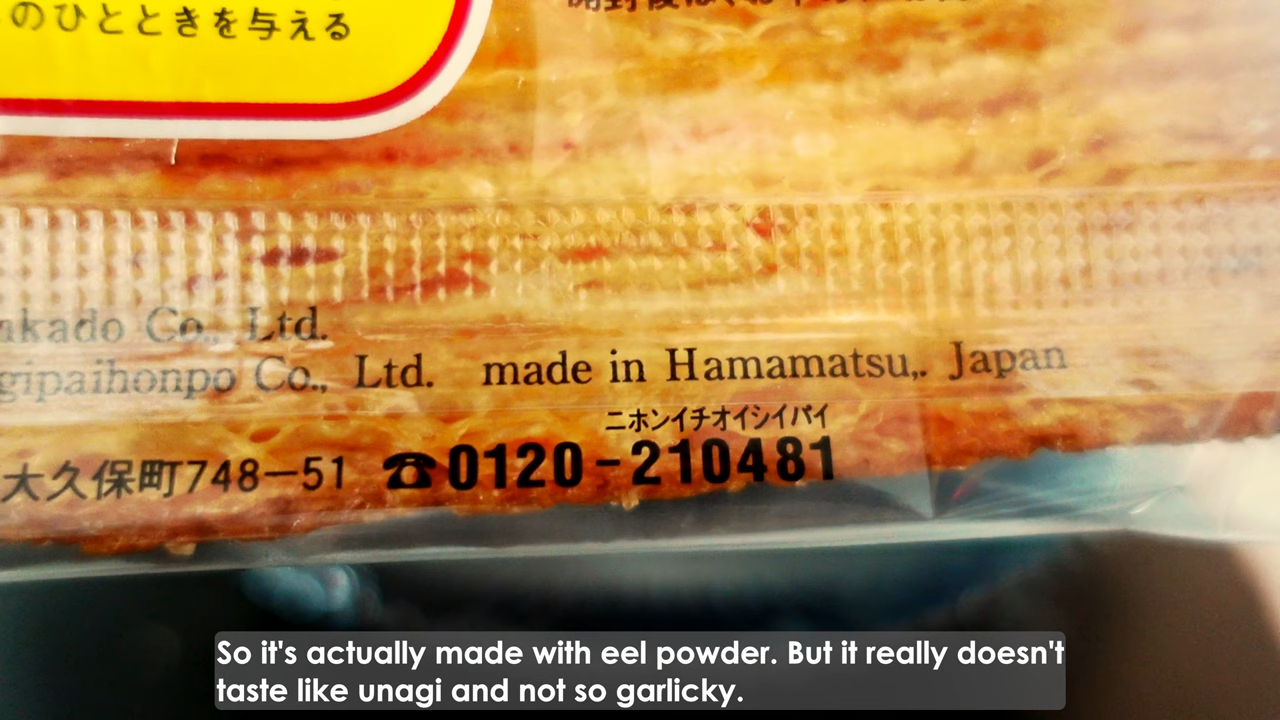 のひとときを与える
akado Co., Ltd.
gipaihonpo Co., Ltd. made in Hamamatsu,. Japan
ニホンイチオイシイパイ
大久保町748−51 ☎0120-210481
So it's actually made with eel powder. But it really doesn't
taste like unagi and not so garlicky.